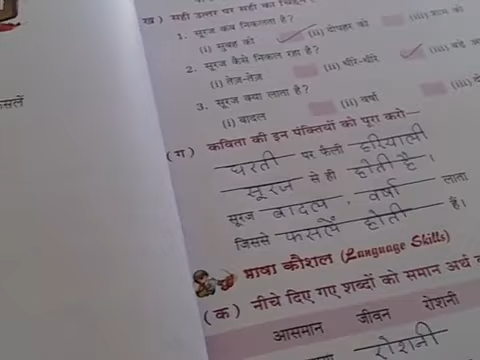 (ख) सही उत्तर पर सही का
1. सूरज कब निकलता है?
(i) सुबह को (ii) दोपहर को (iii) शाम को
2. सूरज कैसे निकल रहा है?
(i) तेज़-तेज़ (ii) धीरे-धीरे (iii)
3. सूरज क्या लाता है?
(i) बादल (ii) वर्षा (iii)
सलें
(ग) कविता की इन पंक्तियों को पूरा करो—
धरती पर फैली हरियाली
सूरज से ही होती है ।
सूरज बादल , वर्षा लाता
जिससे फसलें होती है।
भाषा कौशल (Language Skills)
(क) नीचे दिए गए शब्दों को समान अर्थ
आसमान जीवन रोशनी
रोशनी